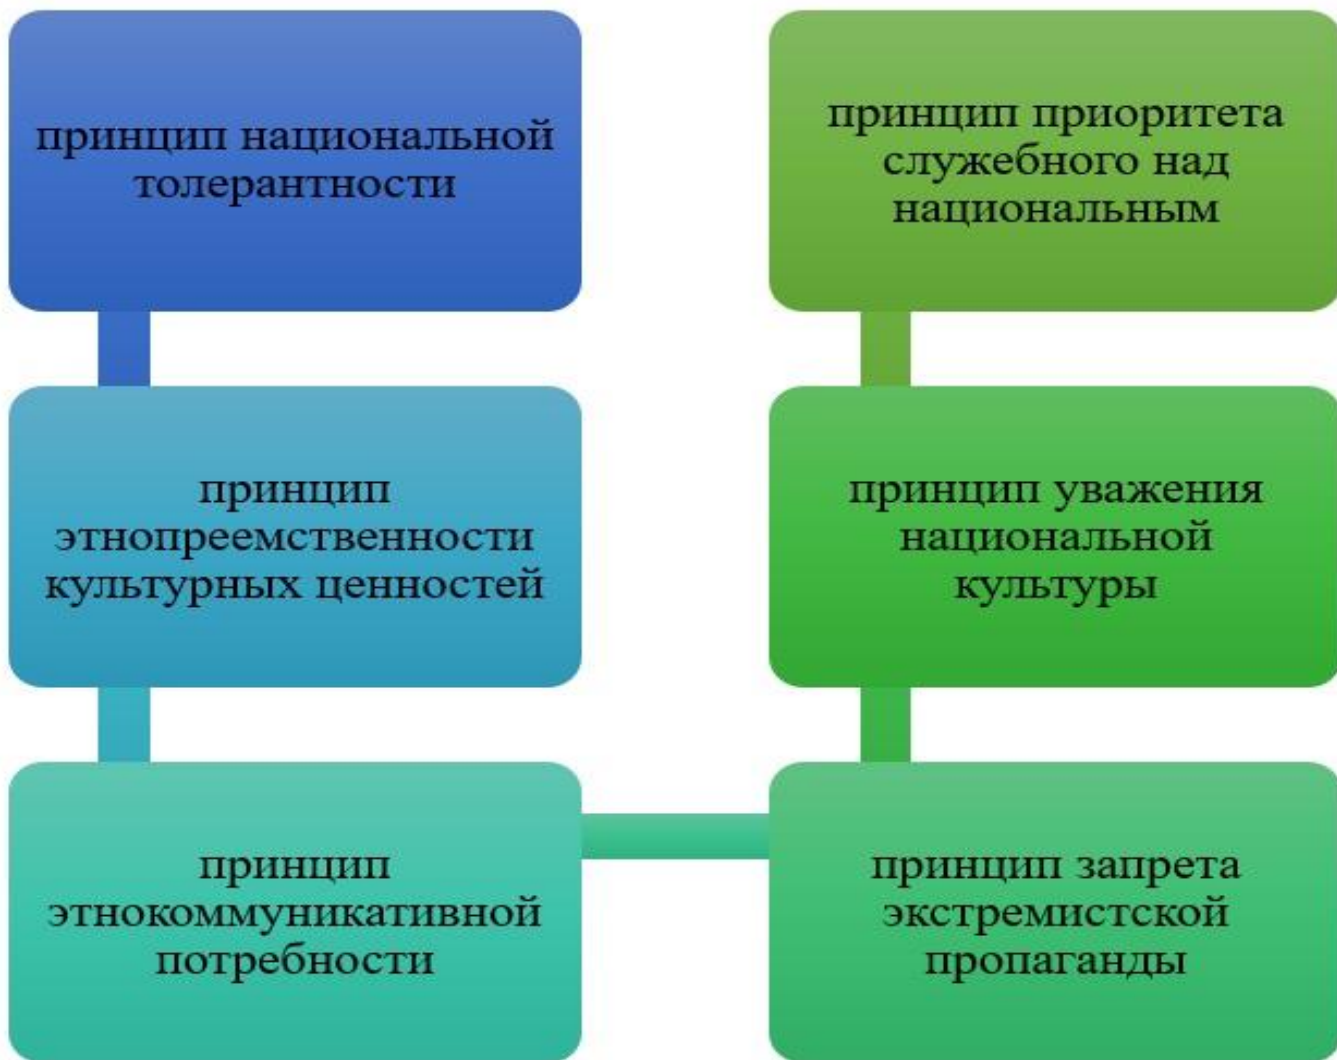 принцип национальной
толерантности
принцип
этнопреемственности
культурных ценностей
принцип
этнокоммуникативной
потребности
принцип запрета
экстремистской
пропаганды
принцип уважения
национальной
культуры
принцип приоритета
служебного над
национальным